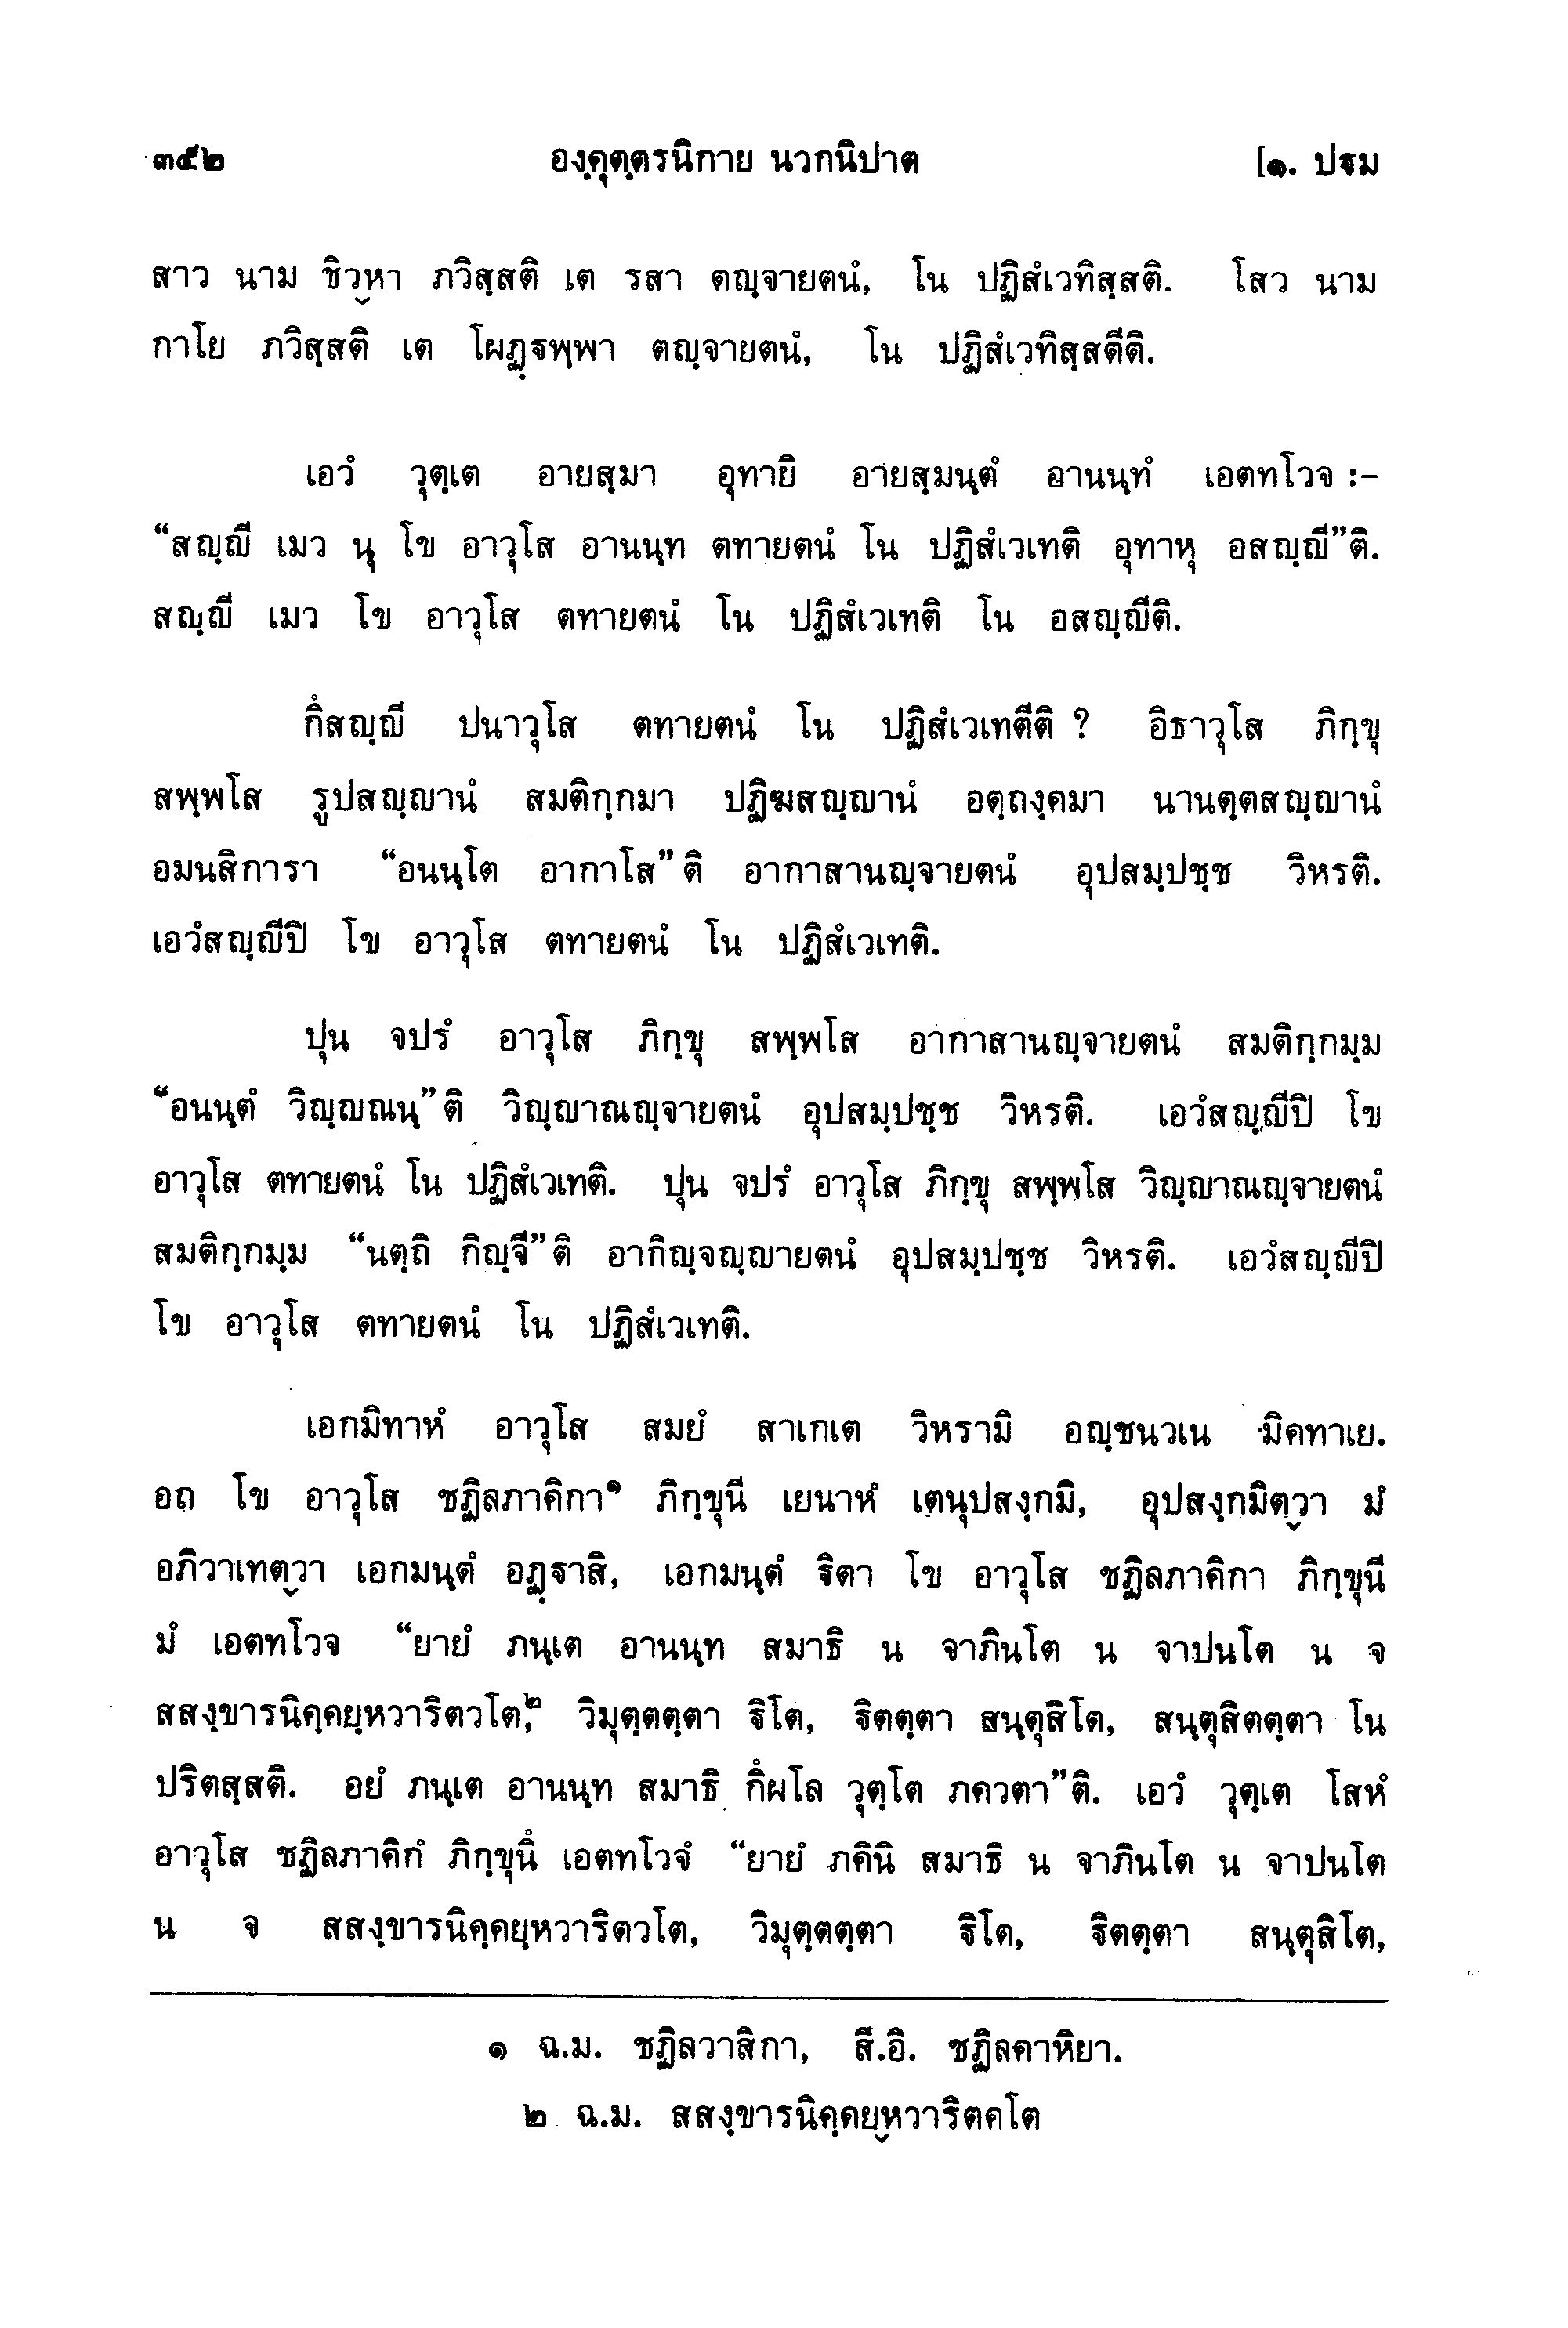 ๓๕๒ องฺคุตฺตรนิกาย นวกนิปาต [๑. ปฐม
สาว นาม ชิวฺหา ภวิสฺสติ เต รสา ตญฺจายตนํ, โน ปฏิสํเวทิสฺสติ. โสว นาม
กาโย ภวิสฺสติ เต โผฏฺฐพฺพา ตญฺจายตนํ, โน ปฏิสํเวทิสฺสตีติ.
เอวํ วุตฺเต อายสฺมา อุทายิ อายสฺมนฺตํ อานนฺทํ เอตทโวจ :–
“สญฺญี เมว นุ โข อาวุโส อานนฺท ตทายตนํ โน ปฏิสํเวเทติ อุทาหุ อสญฺญี”ติ.
สญฺญี เมว โข อาวุโส ตทายตนํ โน ปฏิสํเวเทติ โน อสญฺญีติ.
กึสญฺญี ปนาวุโส ตทายตนํ โน ปฏิสํเวเทตีติ ? อิธาวุโส ภิกฺขุ
สพฺพโส รูปสญฺญานํ สมติกฺกมา ปฏิฆสญฺญานํ อตฺถงฺคมา นานตฺตสญฺญานํ
อมนสิการา “อนนฺโต อากาโส” ติ อากาสานญฺจายตนํ อุปสมฺปชฺช วิหรติ.
เอวํสญฺญีปิ โข อาวุโส ตทายตนํ โน ปฏิสํเวเทติ.
ปุน จปรํ อาวุโส ภิกฺขุ สพฺพโส อากาสานญฺจายตนํ สมติกฺกมฺม
“อนนฺตํ วิญฺญณนฺ” ติ วิญฺญาณญฺจายตนํ อุปสมฺปชฺช วิหรติ. เอวํสญฺญีปิ โข
อาวุโส ตทายตนํ โน ปฏิสํเวเทติ. ปุน จปรํ อาวุโส ภิกฺขุ สพฺพโส วิญฺญาณญฺจายตนํ
สมติกฺกมฺม “นตฺถิ กิญฺจี” ติ อากิญฺจญฺญายตนํ อุปสมฺปชฺช วิหรติ. เอวํสญฺญีปิ
โข อาวุโส ตทายตนํ โน ปฏิสํเวเทติ.
เอกมิทาหํ อาวุโส สมยํ สาเกเต วิหรามิ อญฺชนวเน มิคทาเย.
อถ โข อาวุโส ชฏิลภาคิกา๑ ภิกฺขุนี เยนาหํ เตนุปสงฺกมิ, อุปสงฺกมิตฺวา มํ
อภิวาเทตฺวา เอกมนฺตํ อฏฺฐาสิ, เอกมนฺตํ ฐิตา โข อาวุโส ชฏิลภาคิกา ภิกฺขุนี
มํ เอตทโวจ “ยายํ ภนฺเต อานนฺท สมาธิ น จาภินโต น จาปนโต น จ
สสงฺขารนิคฺคยฺหวาริตวโต,๒ วิมุตฺตตฺตา ฐิโต, ฐิตตฺตา สนฺตุสิโต, สนฺตุสิตตฺตา โน
ปริตสฺสติ. อยํ ภนฺเต อานนฺท สมาธิ กึผโล วุตฺโต ภควตา”ติ. เอวํ วุตฺเต โสหํ
อาวุโส ชฏิลภาคิกํ ภิกฺขุนึ เอตทโวจํ “ยายํ ภคินิ สมาธิ น จาภินโต น จาปนโต
น จ สสงฺขารนิคฺคยฺหวาริตวโต, วิมุตฺตตฺตา ฐิโต, ฐิตตฺตา สนฺตุสิโต,
๑ ฉ.ม. ชฏิลวาสิกา, สี.อิ. ชฏิลคาหิยา.
๒ ฉ.ม. สสงฺขารนิคฺคยฺหวาริตคโต